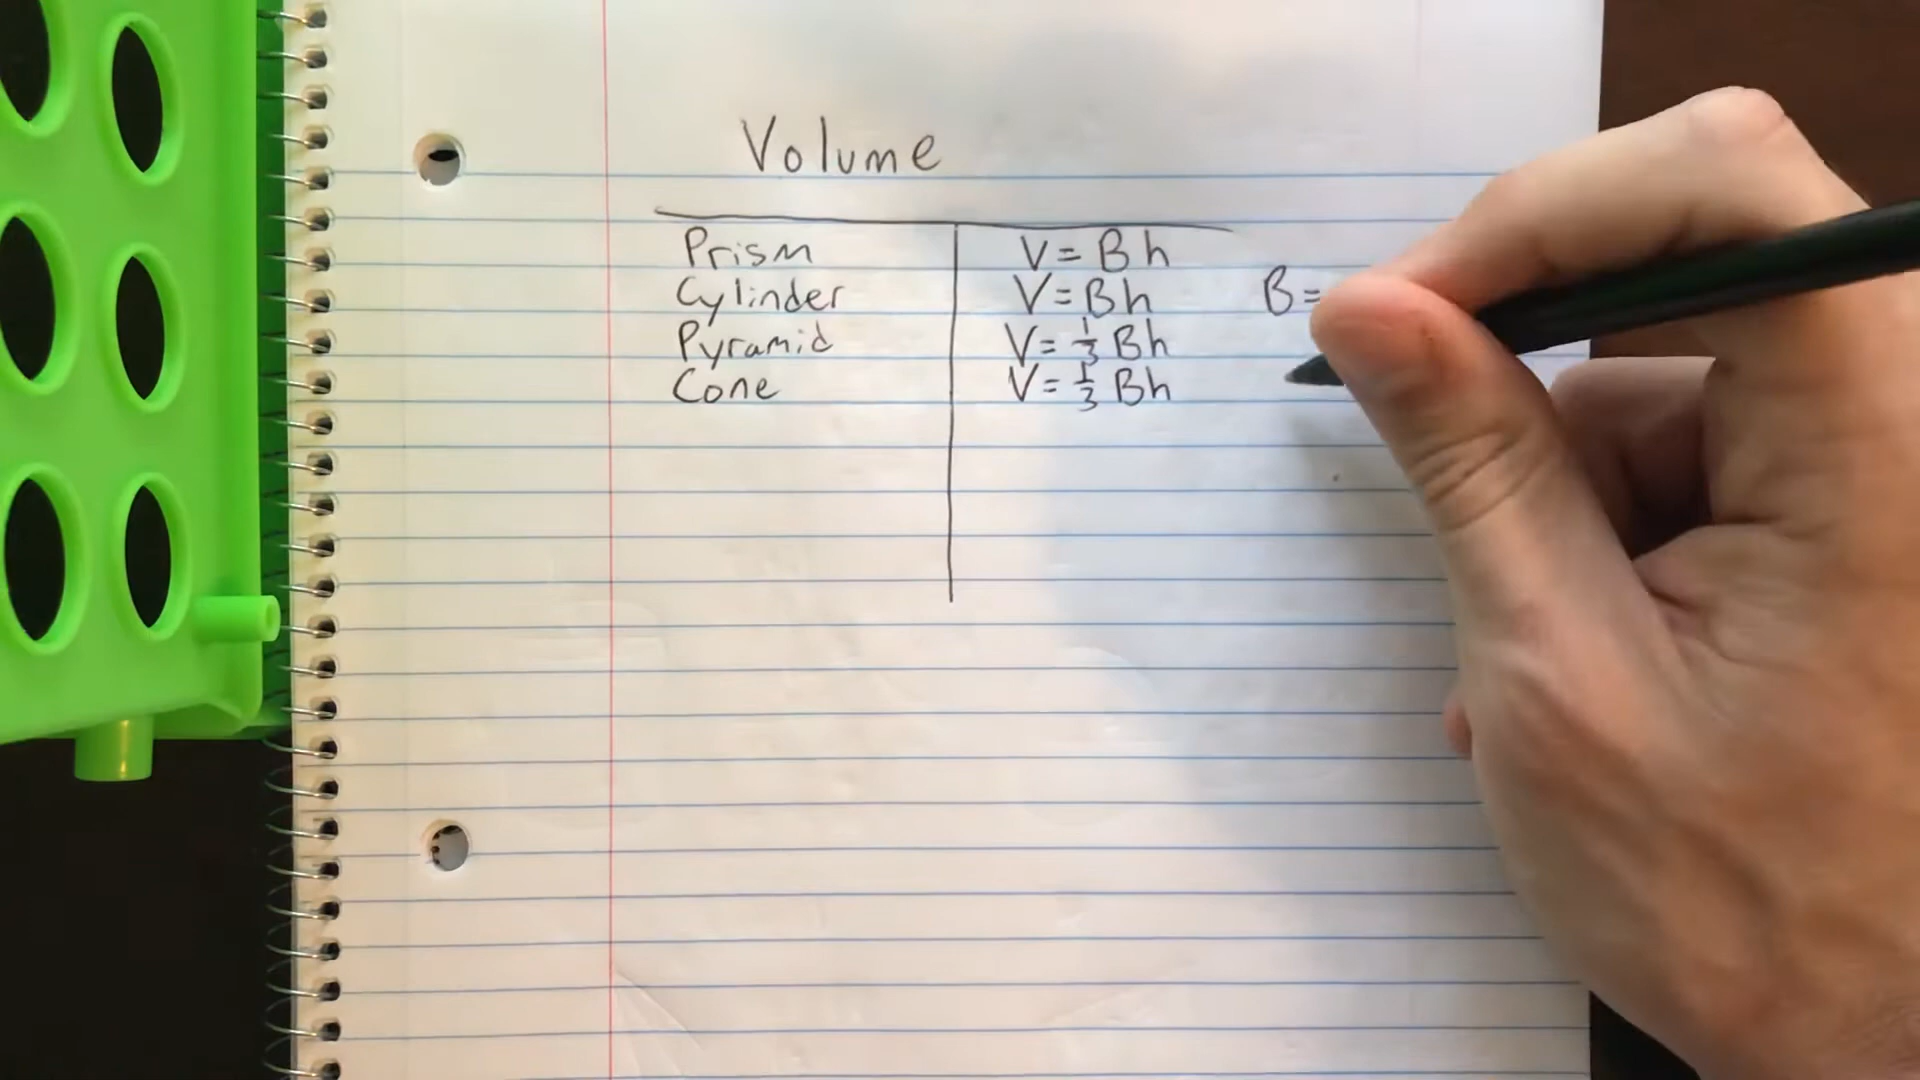 Volume
Prism V = Bh
Cylinder V = Bh B =
Pyramid V = 1/3 Bh
Cone V = 1/3 Bh